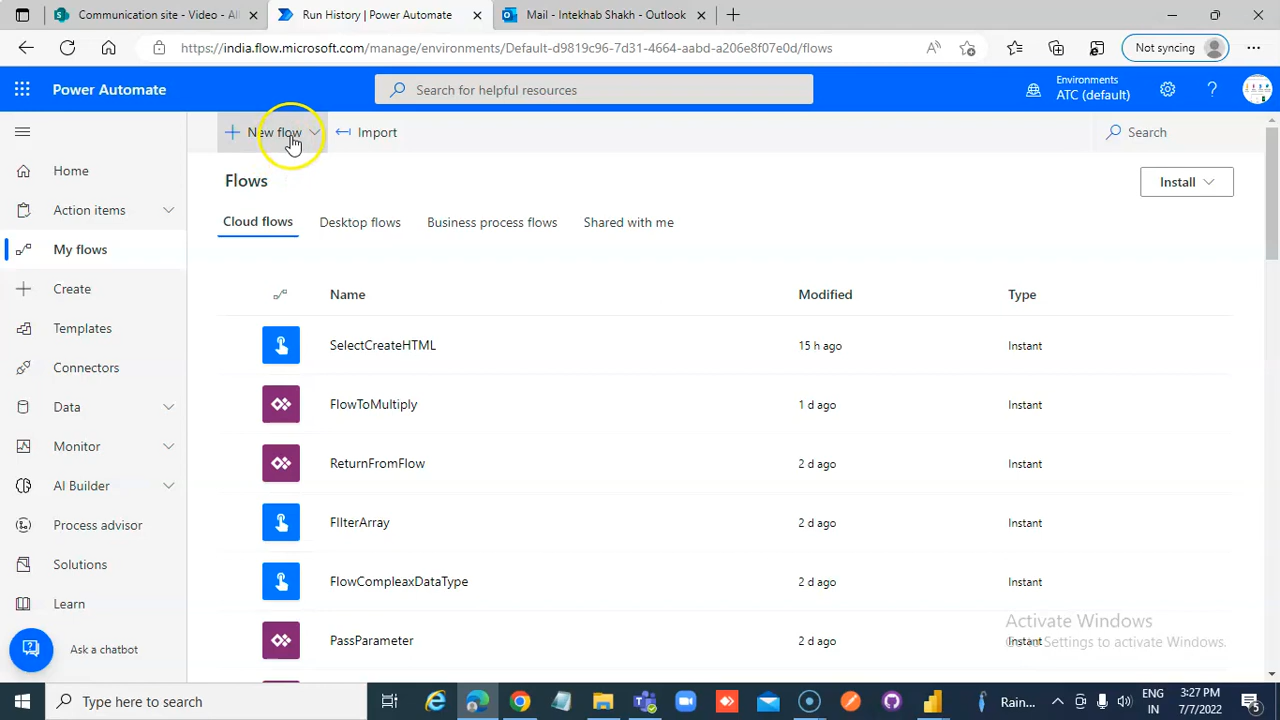 Communication site - Video - All
Run History | Power Automate
Mail - Intekhab Shakh - Outlook
https://india.flow.microsoft.com/manage/environments/Default-d9819c96-7d31-4664-aabd-a206e8f07e0d/flows
Not syncing
Power Automate
Search for helpful resources
Environments
ATC (default)
New flow
Import
Search
Home
Action items
My flows
Create
Templates
Connectors
Data
Monitor
AI Builder
Process advisor
Solutions
Learn
Ask a chatbot
Flows
Install
Cloud flows
Desktop flows
Business process flows
Shared with me
Name Modified Type
SelectCreateHTML 15 h ago Instant
FlowToMultiply 1 d ago Instant
ReturnFromFlow 2 d ago Instant
FIlterArray 2 d ago Instant
FlowCompleaxDataType 2 d ago Instant
PassParameter 2 d ago Instant
Activate Windows
Go to Settings to activate Windows.
Type here to search
Rain...
ENG
IN
3:27 PM
7/7/2022
5